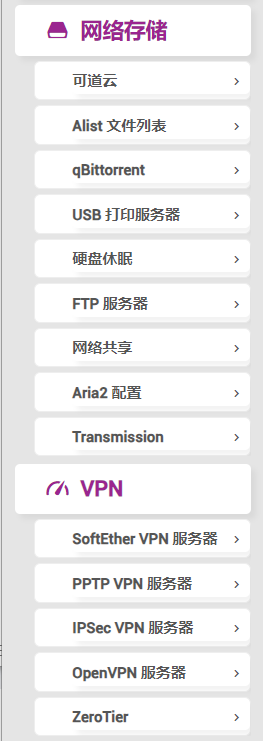 网络存储
可道云
Alist 文件列表
qBittorrent
USB 打印服务器
硬盘休眠
FTP 服务器
网络共享
Aria2 配置
Transmission
VPN
SoftEther VPN 服务器
PPTP VPN 服务器
IPSec VPN 服务器
OpenVPN 服务器
ZeroTier